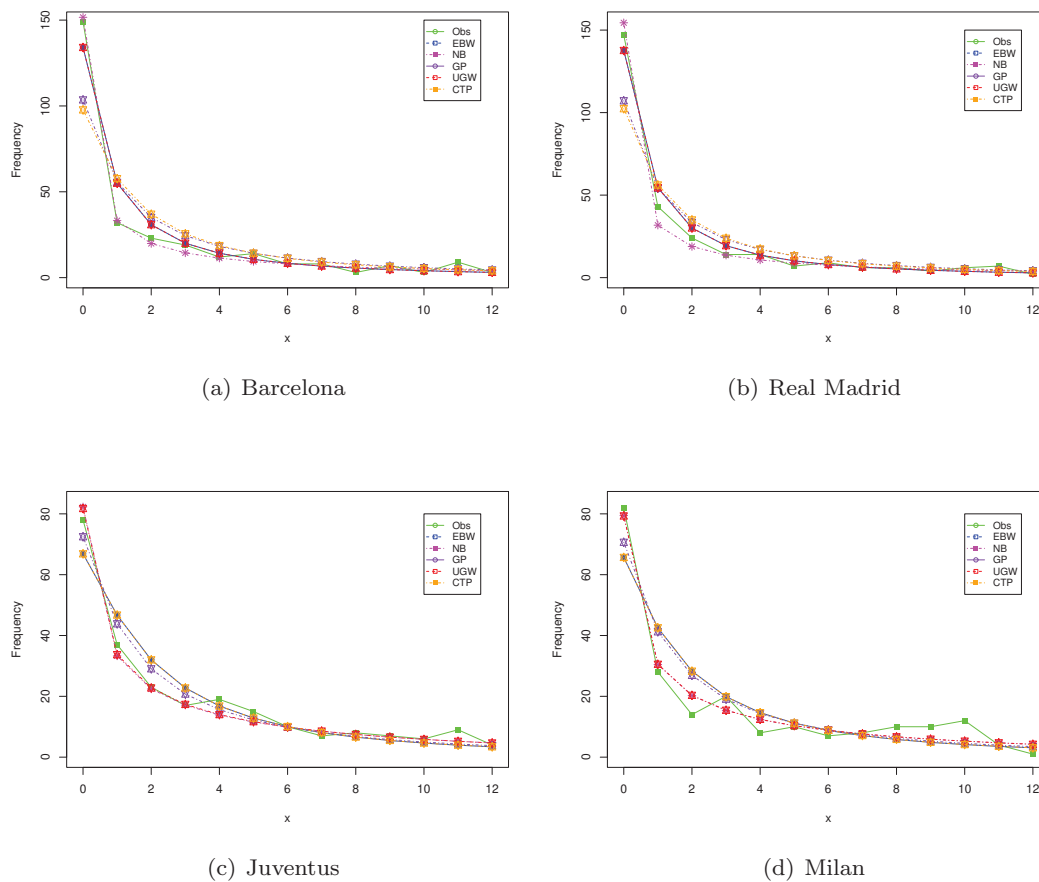 150
100
50
0
Frequency
0 2 4 6 8 10 12
x
Obs
EBW
NB
GP
UGW
CTP
(a) Barcelona
150
100
50
0
Frequency
0 2 4 6 8 10 12
x
Obs
EBW
NB
GP
UGW
CTP
(b) Real Madrid
80
60
40
20
0
Frequency
0 2 4 6 8 10 12
x
Obs
EBW
NB
GP
UGW
CTP
(c) Juventus
80
60
40
20
0
Frequency
0 2 4 6 8 10 12
x
Obs
EBW
NB
GP
UGW
CTP
(d) Milan